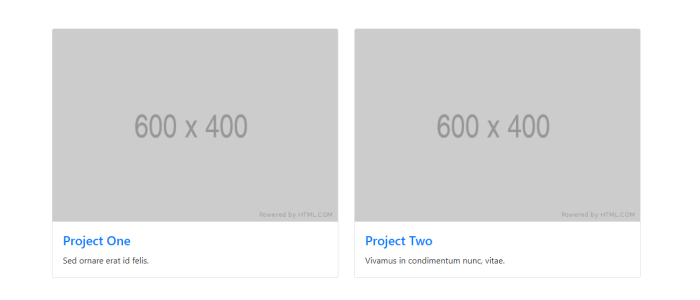 600 x 400
Powered by HTML.COM
Project One
Sed ornare erat id felis.
600 x 400
Powered by HTML.COM
Project Two
Vivamus in condimentum nunc, vitae.